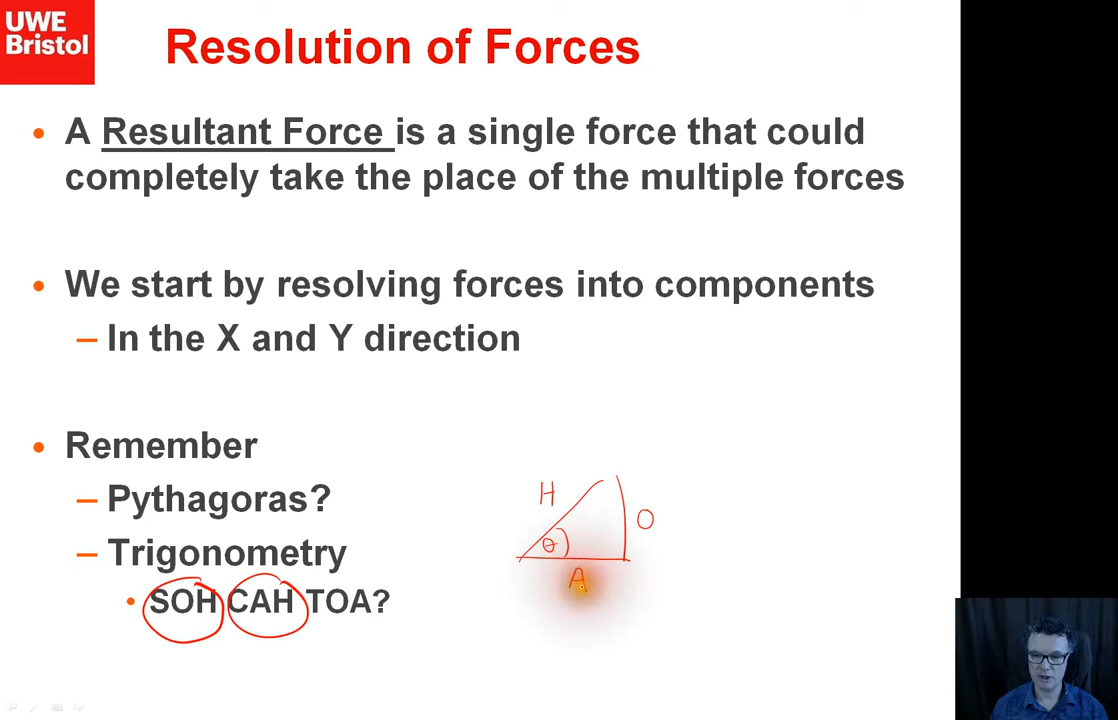 UWE
Bristol
Resolution of Forces
• A Resultant Force is a single force that could
completely take the place of the multiple forces
• We start by resolving forces into components
– In the X and Y direction
• Remember
– Pythagoras?
– Trigonometry
• SOH CAH TOA?
H
O
θ
A